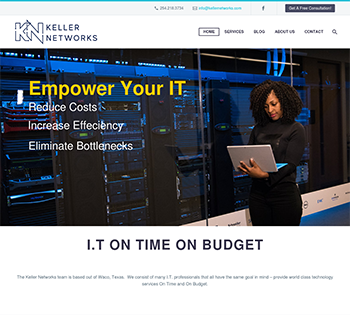 254.218.5734 info@kellernetworks.com Get A Free Consultation!
KELLER
NETWORKS
HOME SERVICES BLOG ABOUT US CONTACT
Empower Your IT
Reduce Costs
Increase Effeciency
Eliminate Bottlenecks
I.T ON TIME ON BUDGET
The Keller Networks team is based out of Waco, Texas. We consist of many I.T. professionals that all have the same goal in mind – provide world class technology
services On Time and On Budget.